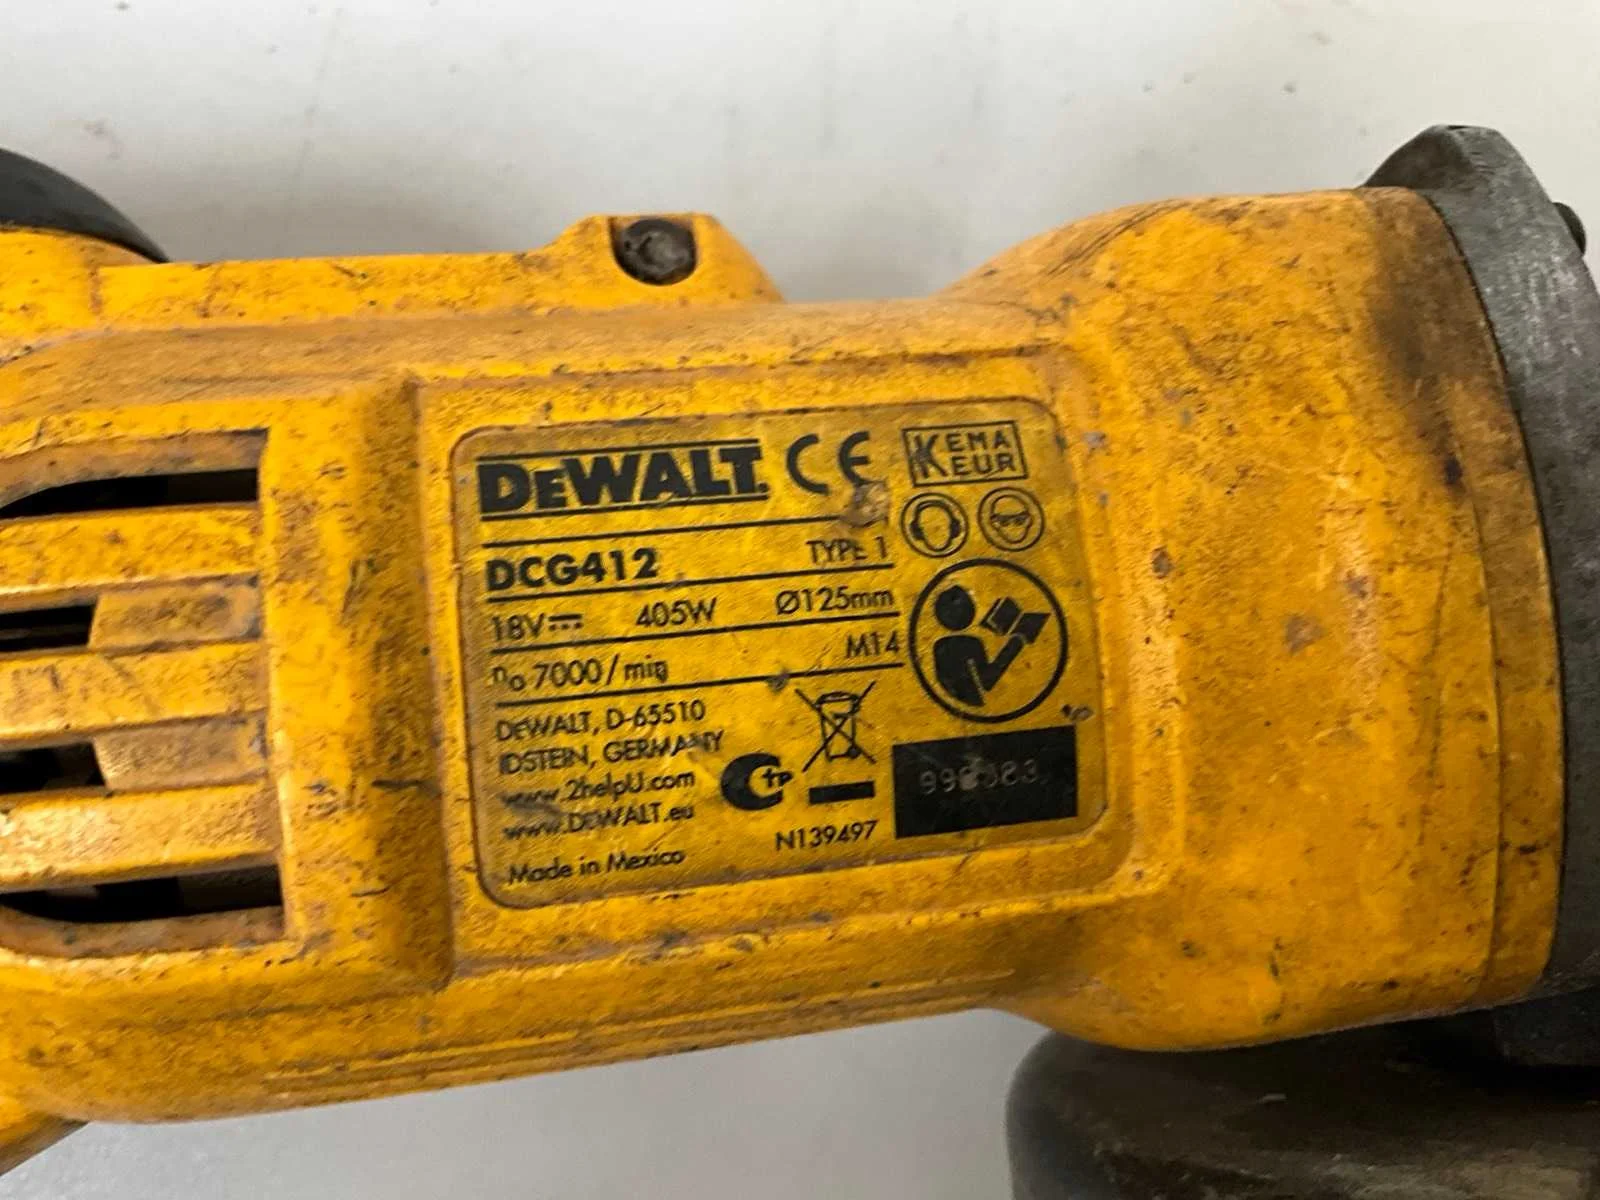 DEWALT
CE
KEMA
KEUR
DCG412 TYPE 1
18V 405W Ø125mm
n₀ 7000/min M14
DEWALT, D-65510
IDSTEIN, GERMANY
www.2helpU.com
www.DEWALT.eu
Made in Mexico N139497